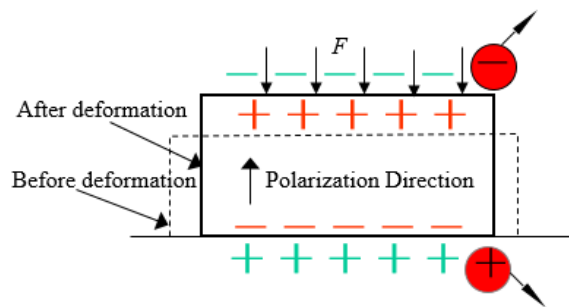 F
After deformation
Before deformation
Polarization Direction